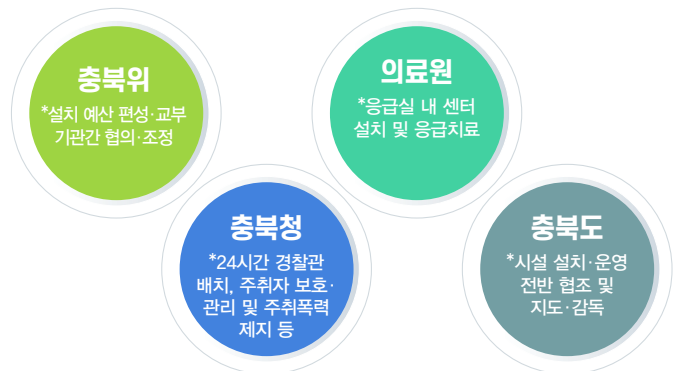 충북위
*설치 예산 편성·교부
기관간 협의·조정
의료원
*응급실 내 센터
설치 및 응급치료
충북청
*24시간 경찰관
배치, 주취자 보호·
관리 및 주취폭력
제지 등
충북도
*시설 설치·운영
전반 협조 및
지도·감독